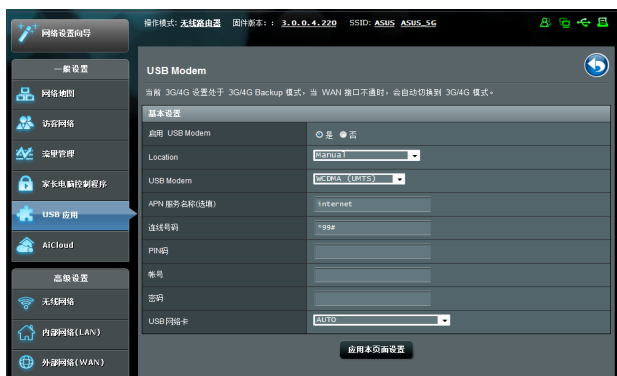 网络设置向导
操作模式: 无线路由器 固件版本: : 3.0.0.4.220 SSID: ASUS ASUS_5G
一般设置
网络地图
访客网络
流量管理
家长电脑控制程序
USB 应用
AiCloud
高级设置
无线网络
内部网络(LAN)
外部网络(WAN)
USB Modem
当前 3G/4G 设置处于 3G/4G Backup 模式，当 WAN 接口不通时，会自动切换到 3G/4G 模式。
基本设置
启用 USB Modem 是 否
Location Manual
USB Modem WCDMA (UMTS)
APN 服务名称(选填) internet
连线号码 *99#
PIN码
帐号
密码
USB 网络卡 AUTO
应用本页面设置